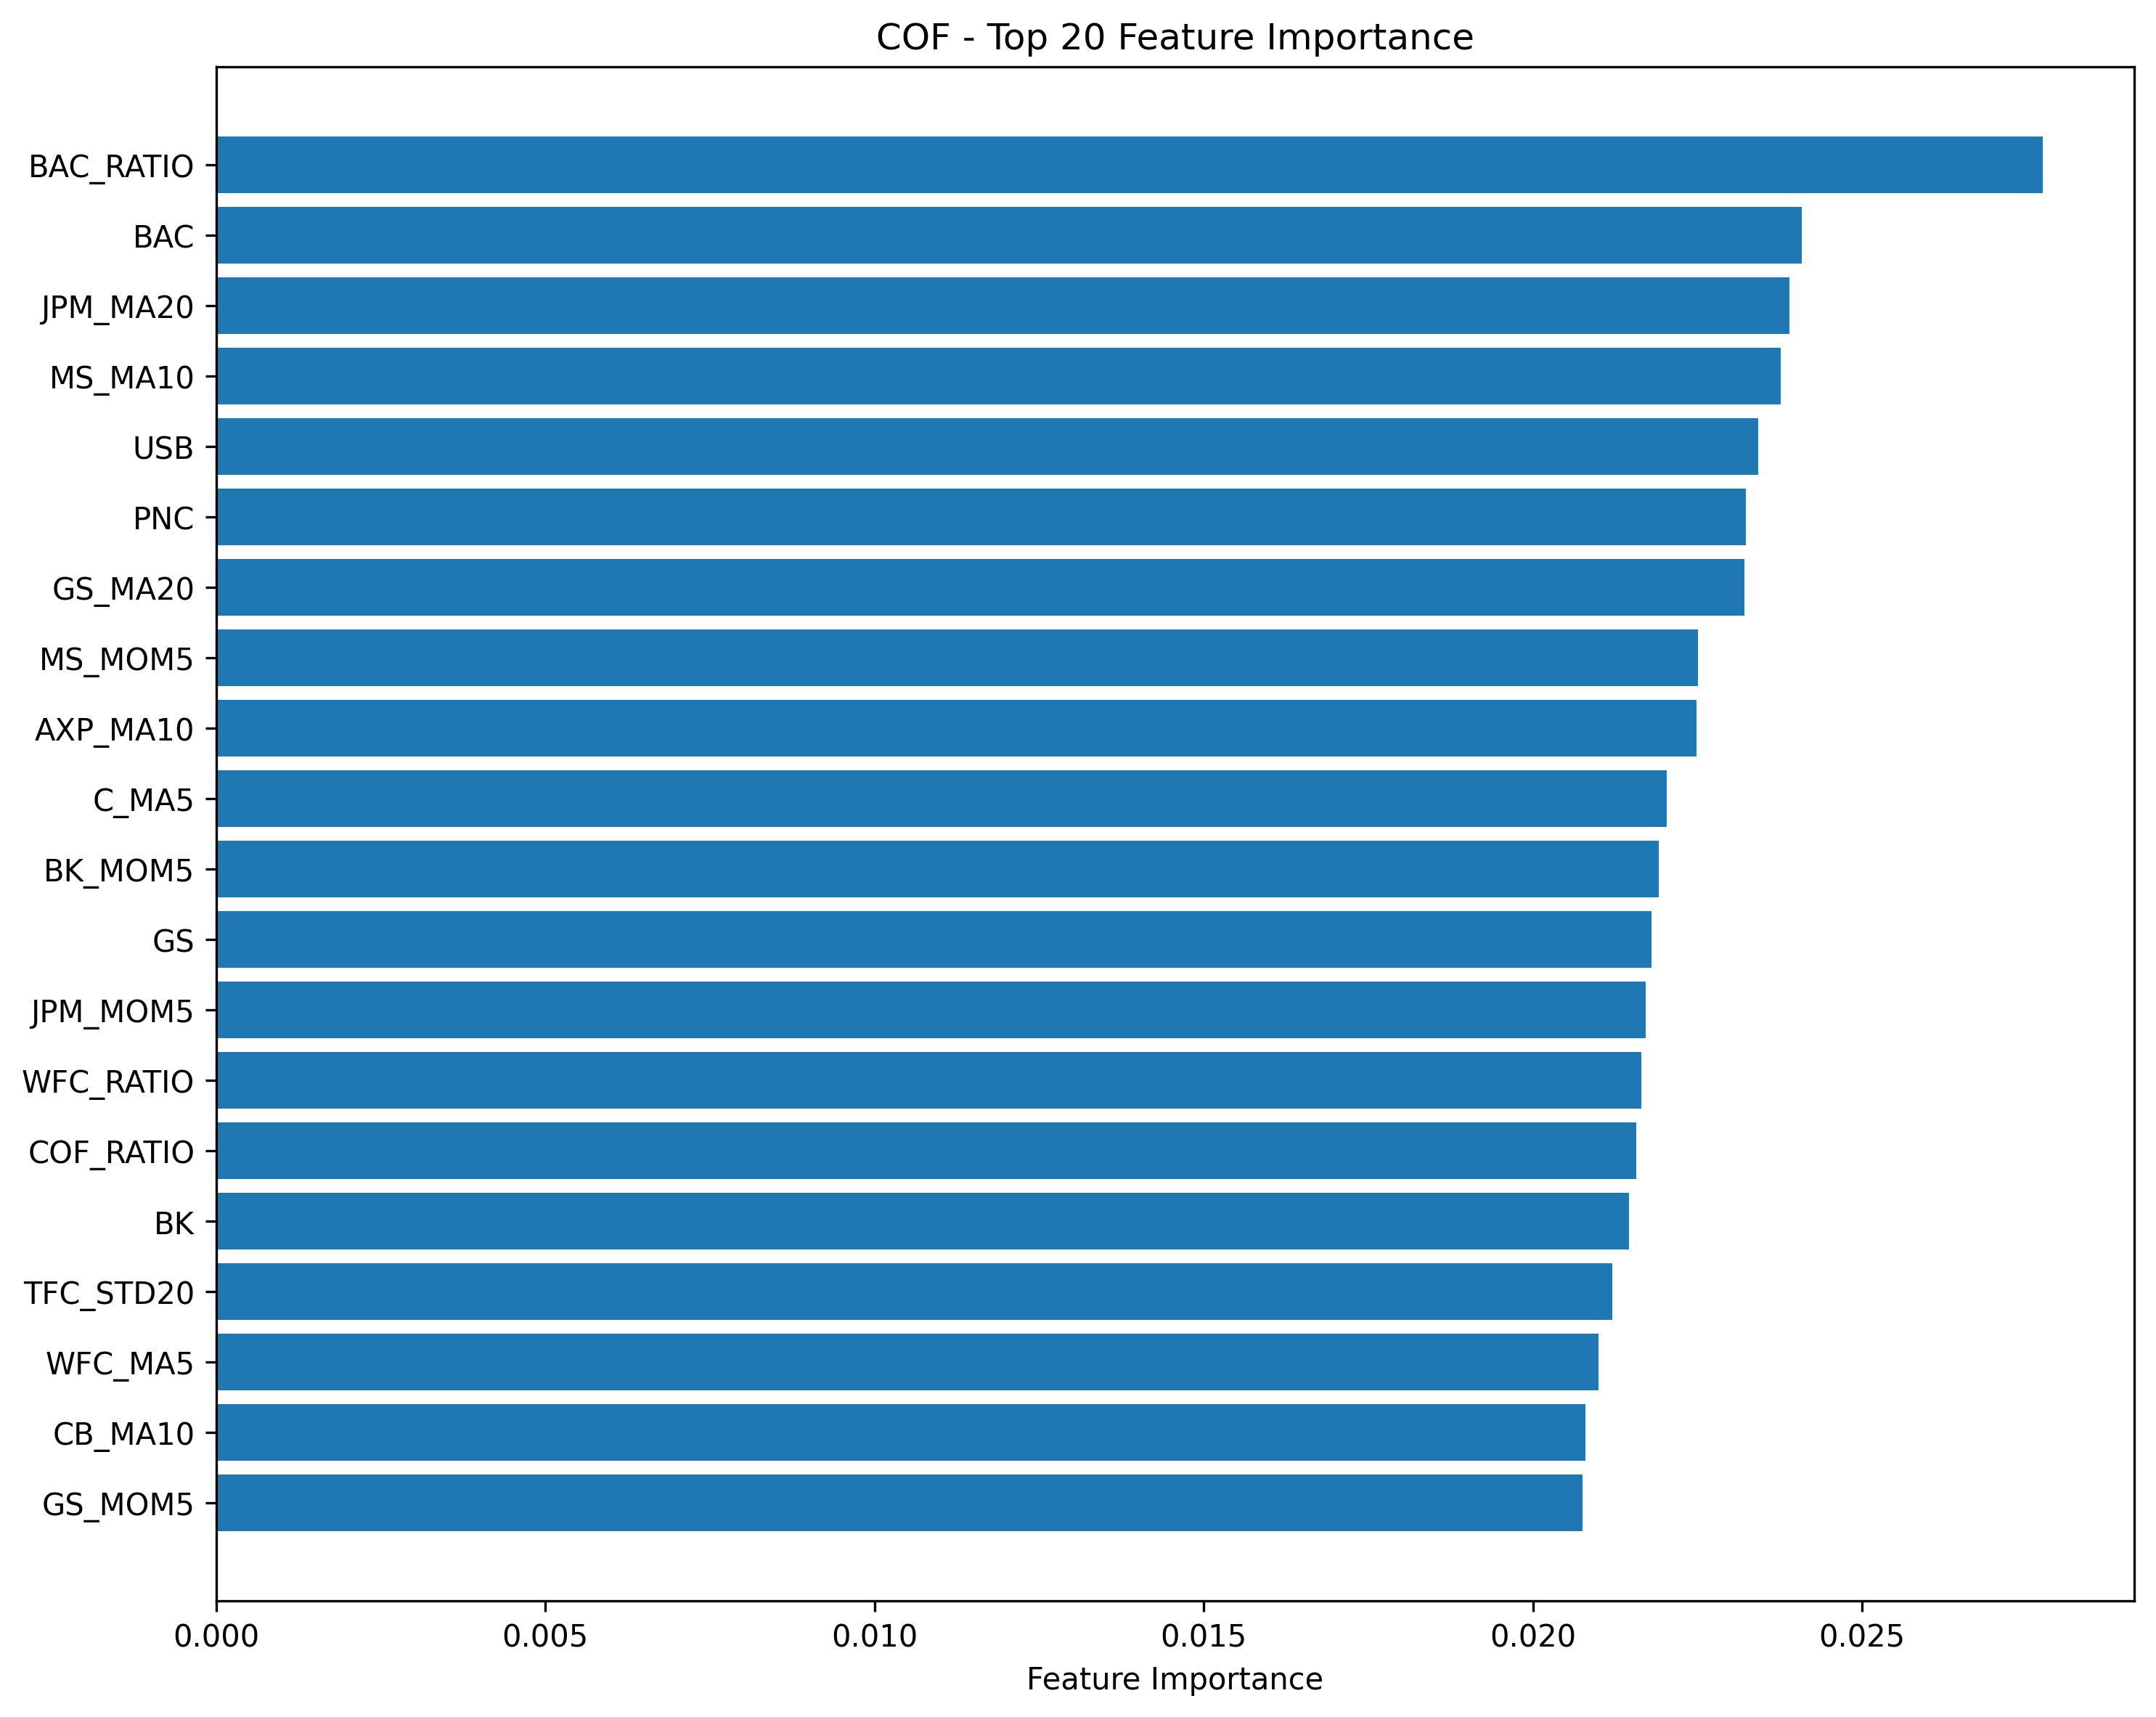 COF - Top 20 Feature Importance
BAC_RATIO
BAC
JPM_MA20
MS_MA10
USB
PNC
GS_MA20
MS_MOM5
AXP_MA10
C_MA5
BK_MOM5
GS
JPM_MOM5
WFC_RATIO
COF_RATIO
BK
TFC_STD20
WFC_MA5
CB_MA10
GS_MOM5
0.000 0.005 0.010 0.015 0.020 0.025
Feature Importance